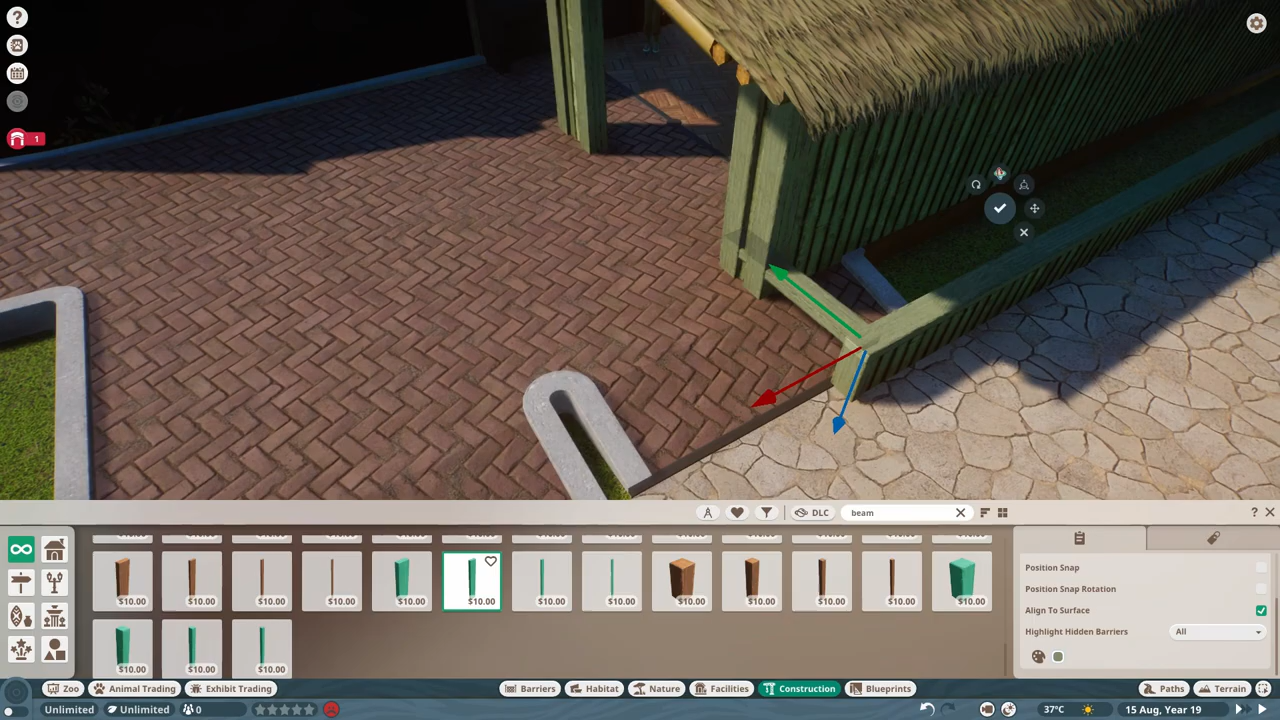 ?
1
beam
DLC
?
$10.00 $10.00 $10.00 $10.00 $10.00 $10.00 $10.00 $10.00 $10.00 $10.00 $10.00 $10.00 $10.00
$10.00 $10.00 $10.00
Position Snap
Position Snap Rotation
Align To Surface
Highlight Hidden Barriers All
Zoo Animal Trading Exhibit Trading Barriers Habitat Nature Facilities Construction Blueprints Paths Terrain
Unlimited Unlimited 0 37°C 15 Aug, Year 19